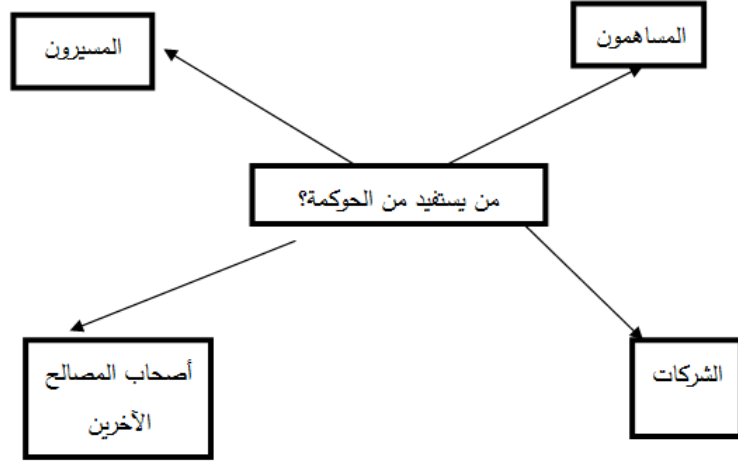 المساهمون
المسيرون
من يستفيد من الحوكمة؟
أصحاب المصالح
الآخرين
الشركات